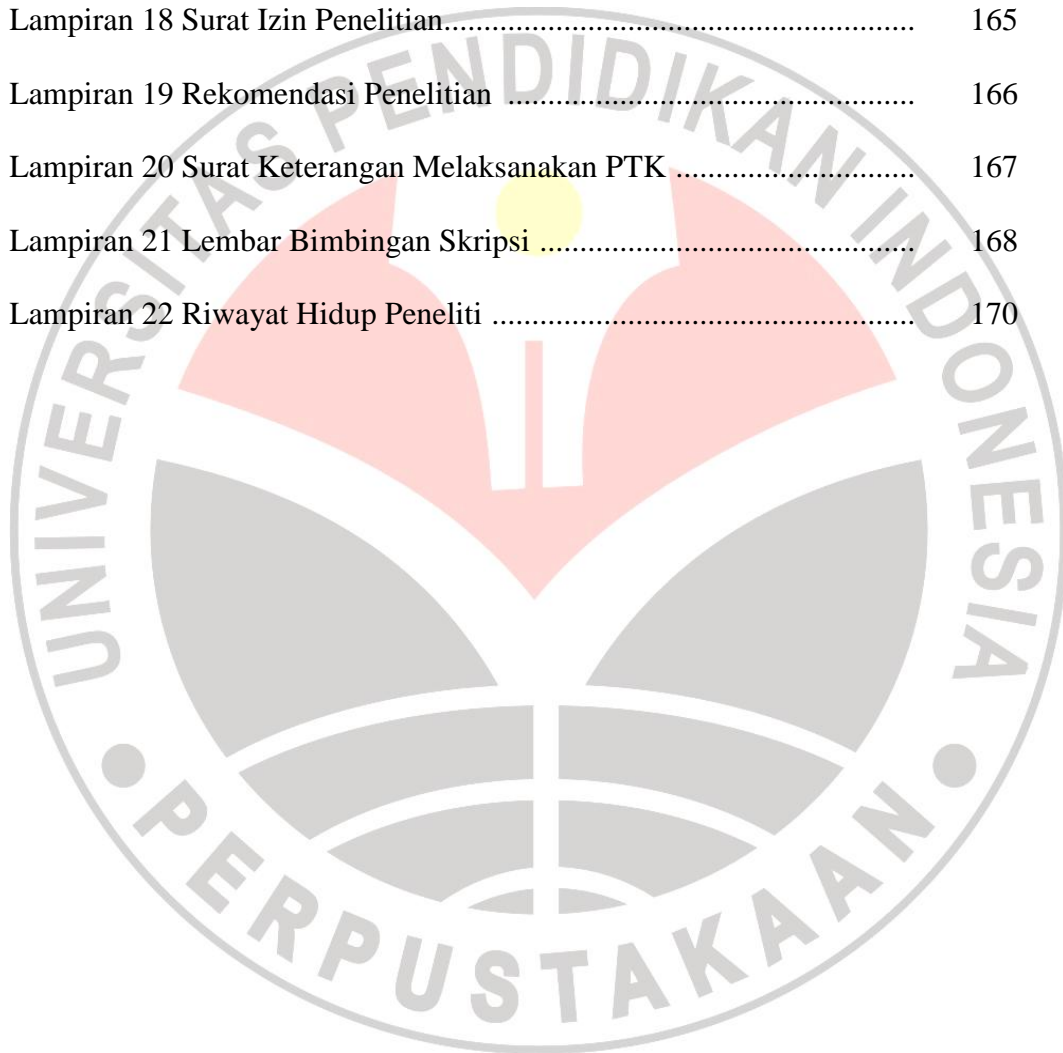 Lampiran 18 Surat Izin Penelitian........................................................... 165
Lampiran 19 Rekomendasi Penelitian ................................................... 166
Lampiran 20 Surat Keterangan Melaksanakan PTK .............................. 167
Lampiran 21 Lembar Bimbingan Skripsi ............................................... 168
Lampiran 22 Riwayat Hidup Peneliti ..................................................... 170
UNIVERSITAS PENDIDIKAN INDONESIA
PERPUSTAKAAN